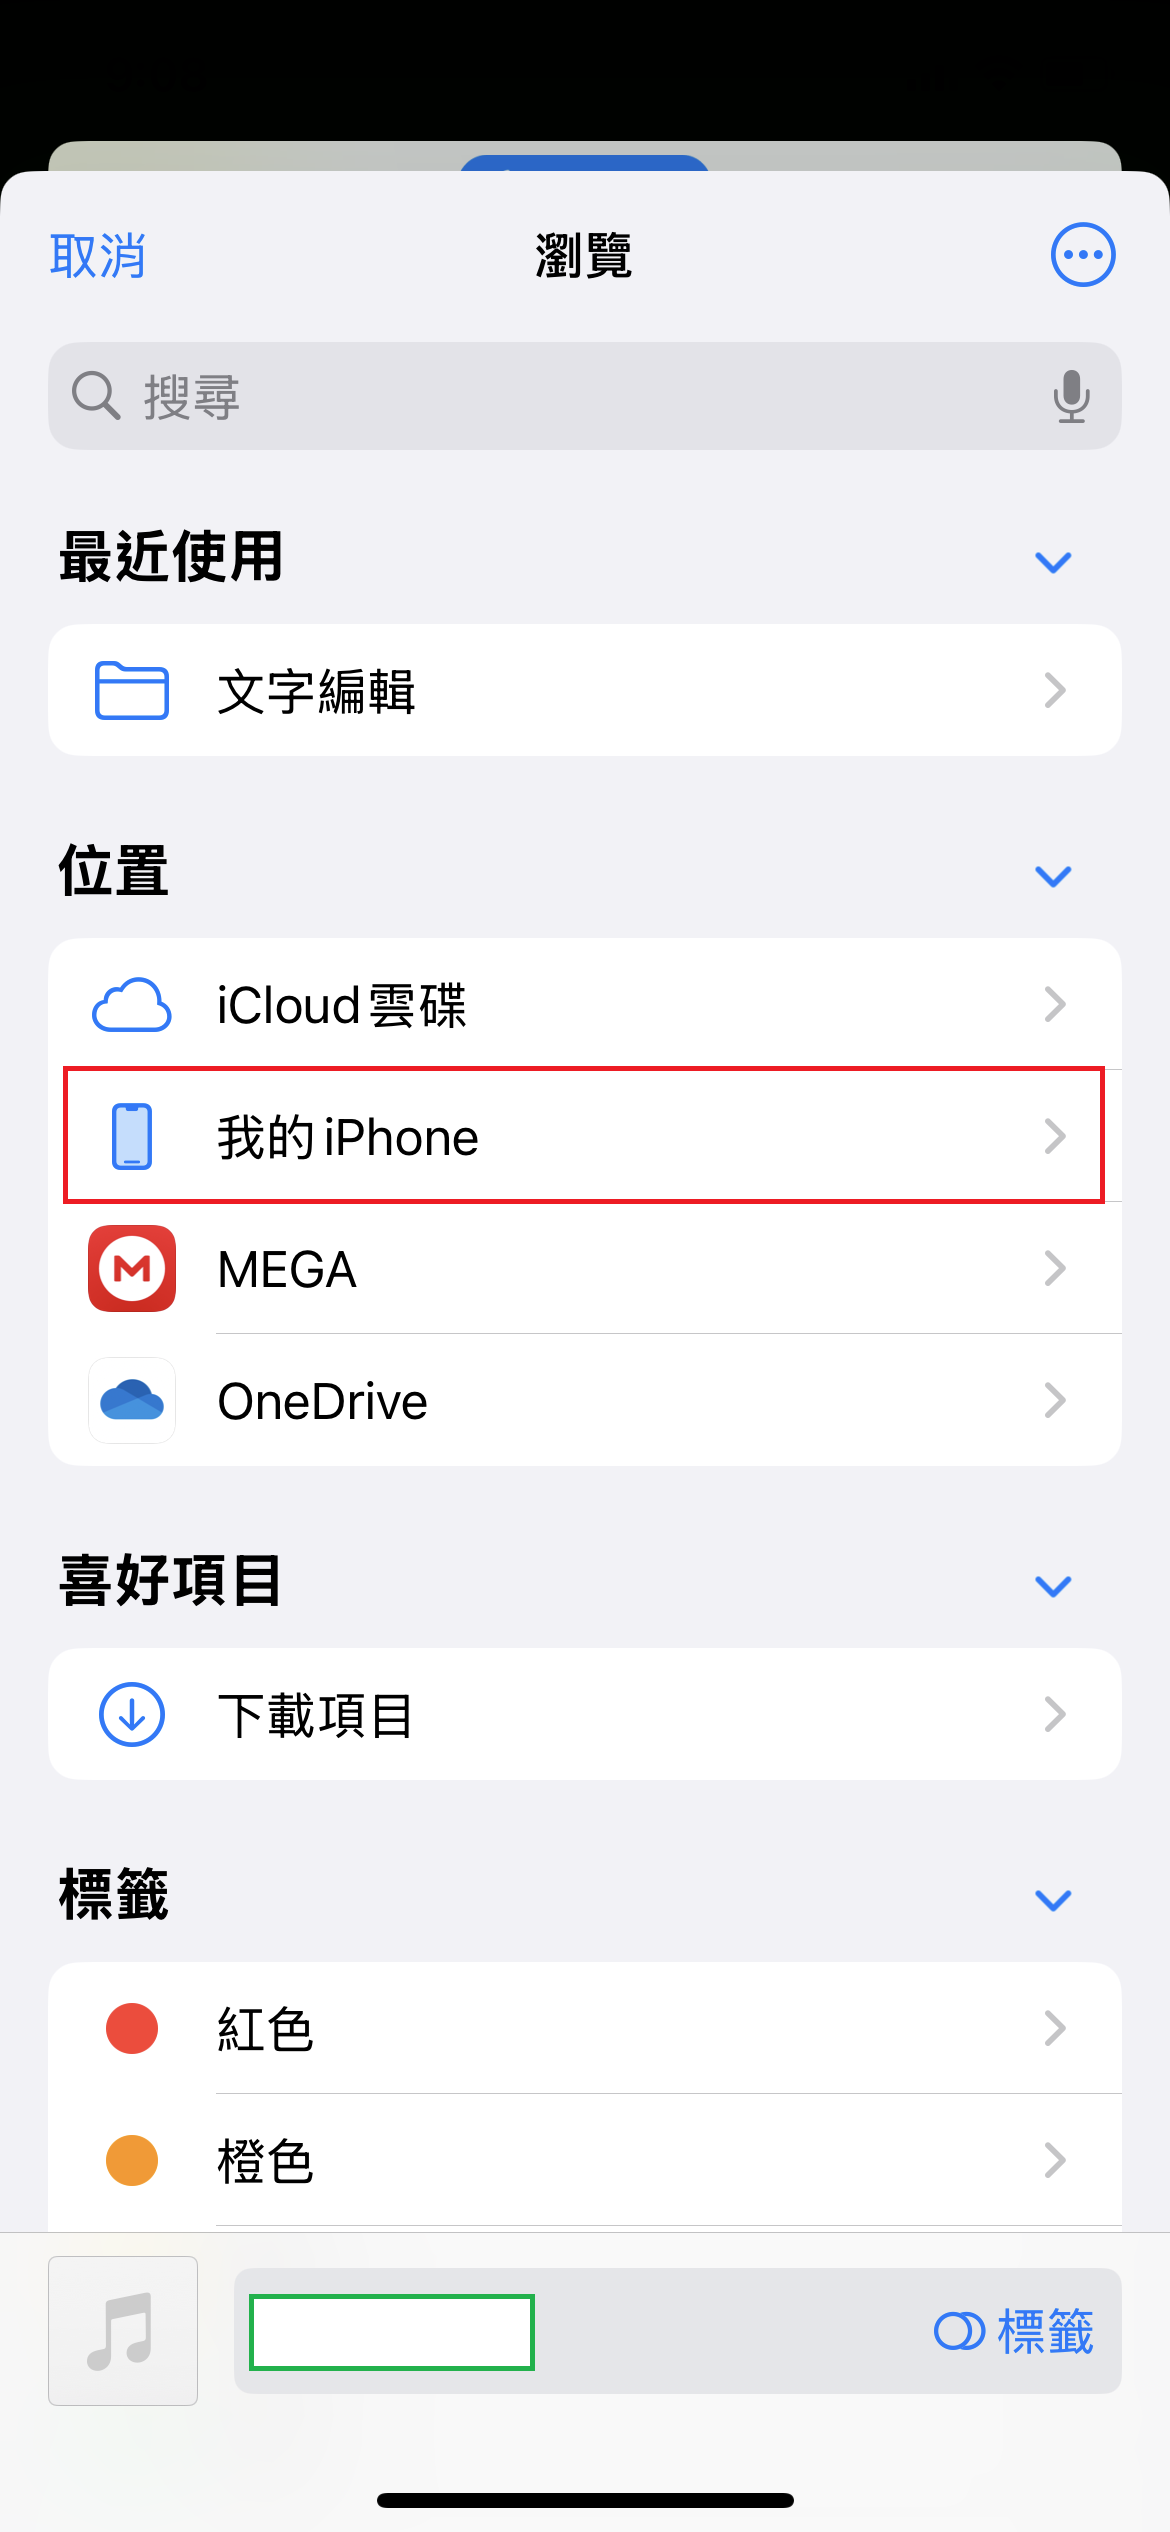 取消
瀏覽
搜尋
最近使用
文字編輯
位置
iCloud雲碟
我的 iPhone
MEGA
OneDrive
喜好項目
下載項目
標籤
紅色
橙色
標籤